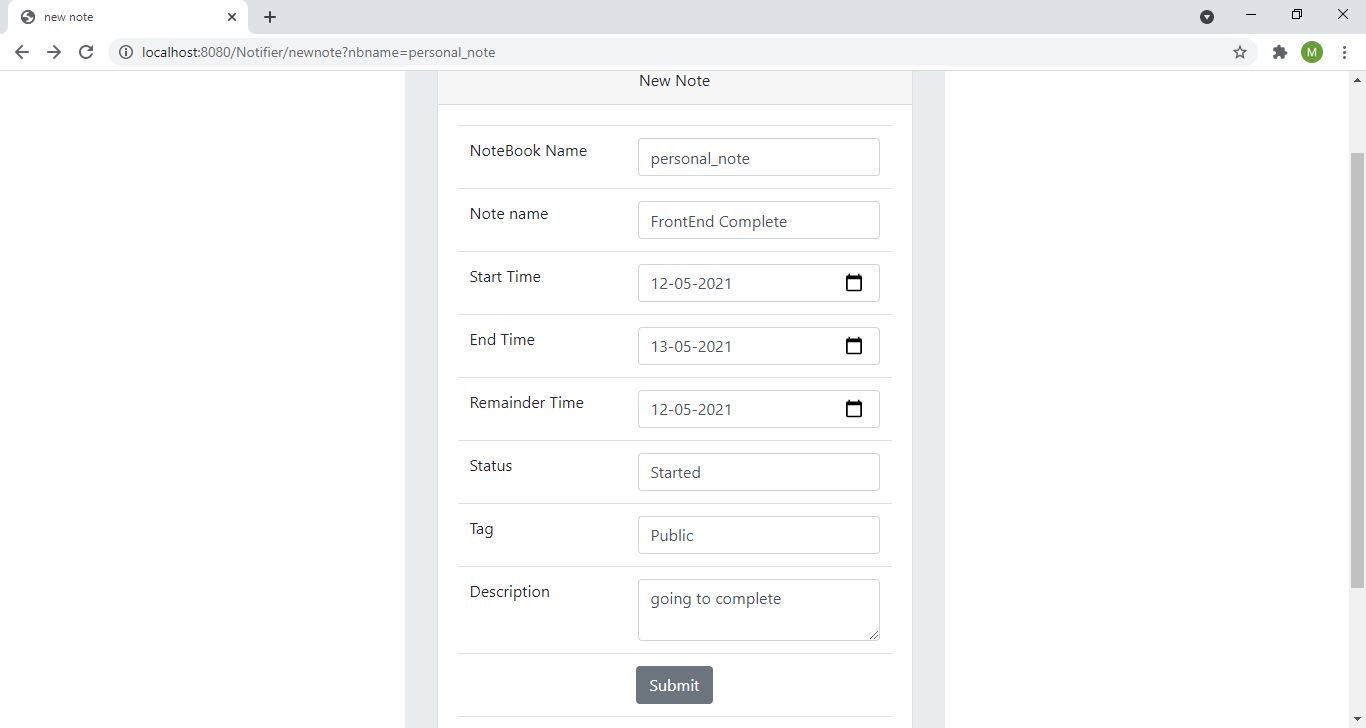 new note
localhost:8080/Notifier/newnote?nbname=personal_note
M
New Note
NoteBook Name
personal_note
Note name
FrontEnd Complete
Start Time
12-05-2021
End Time
13-05-2021
Remainder Time
12-05-2021
Status
Started
Tag
Public
Description
going to complete
Submit